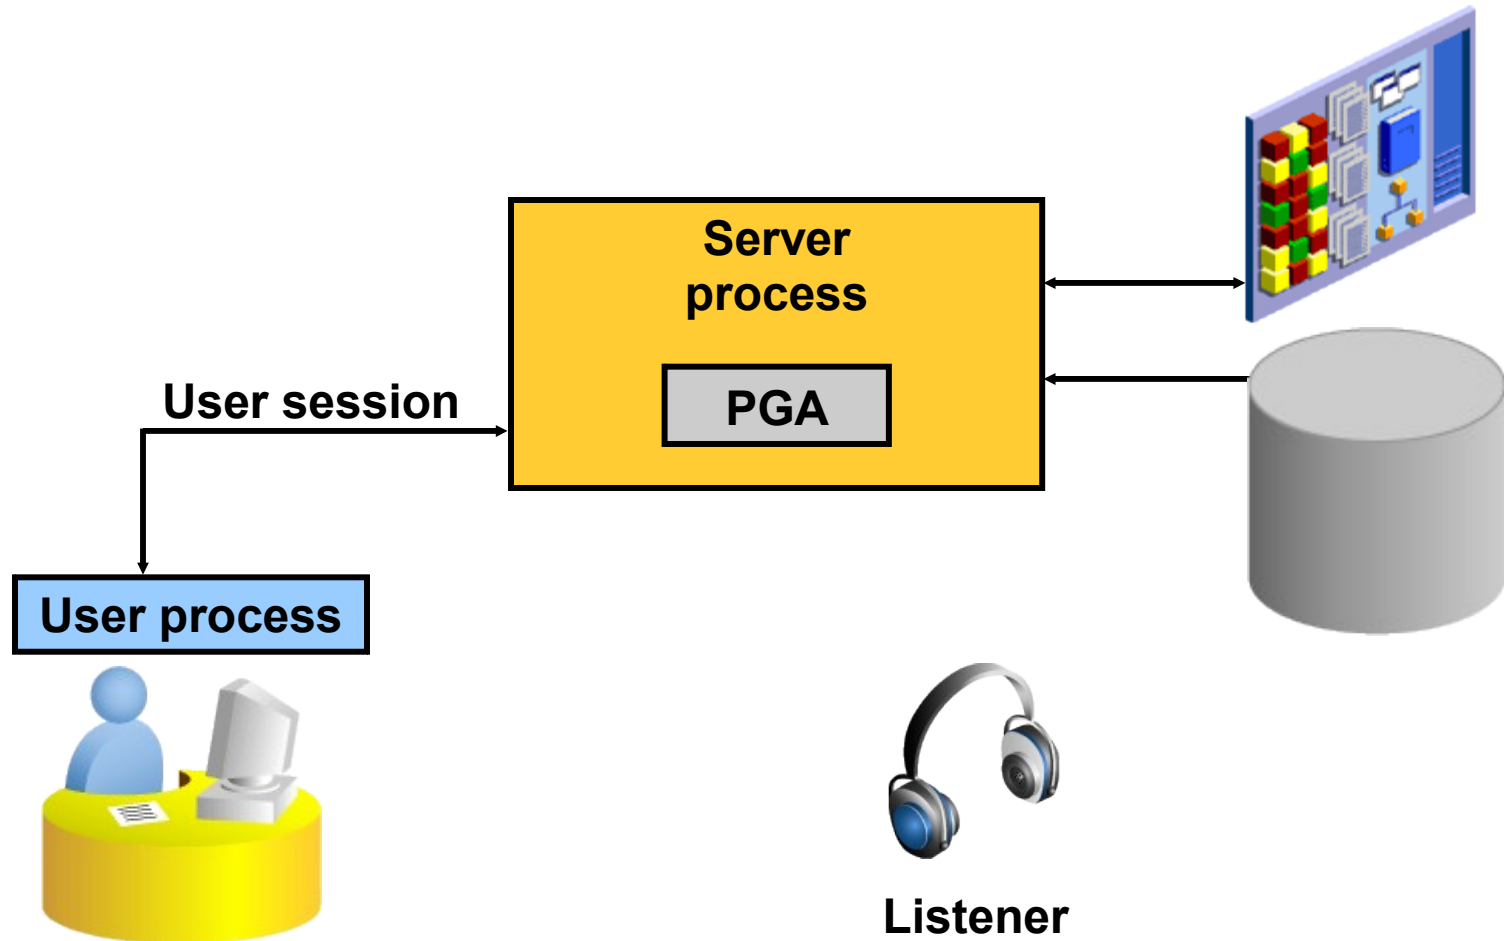 Server
process
PGA
User session
User process
Listener